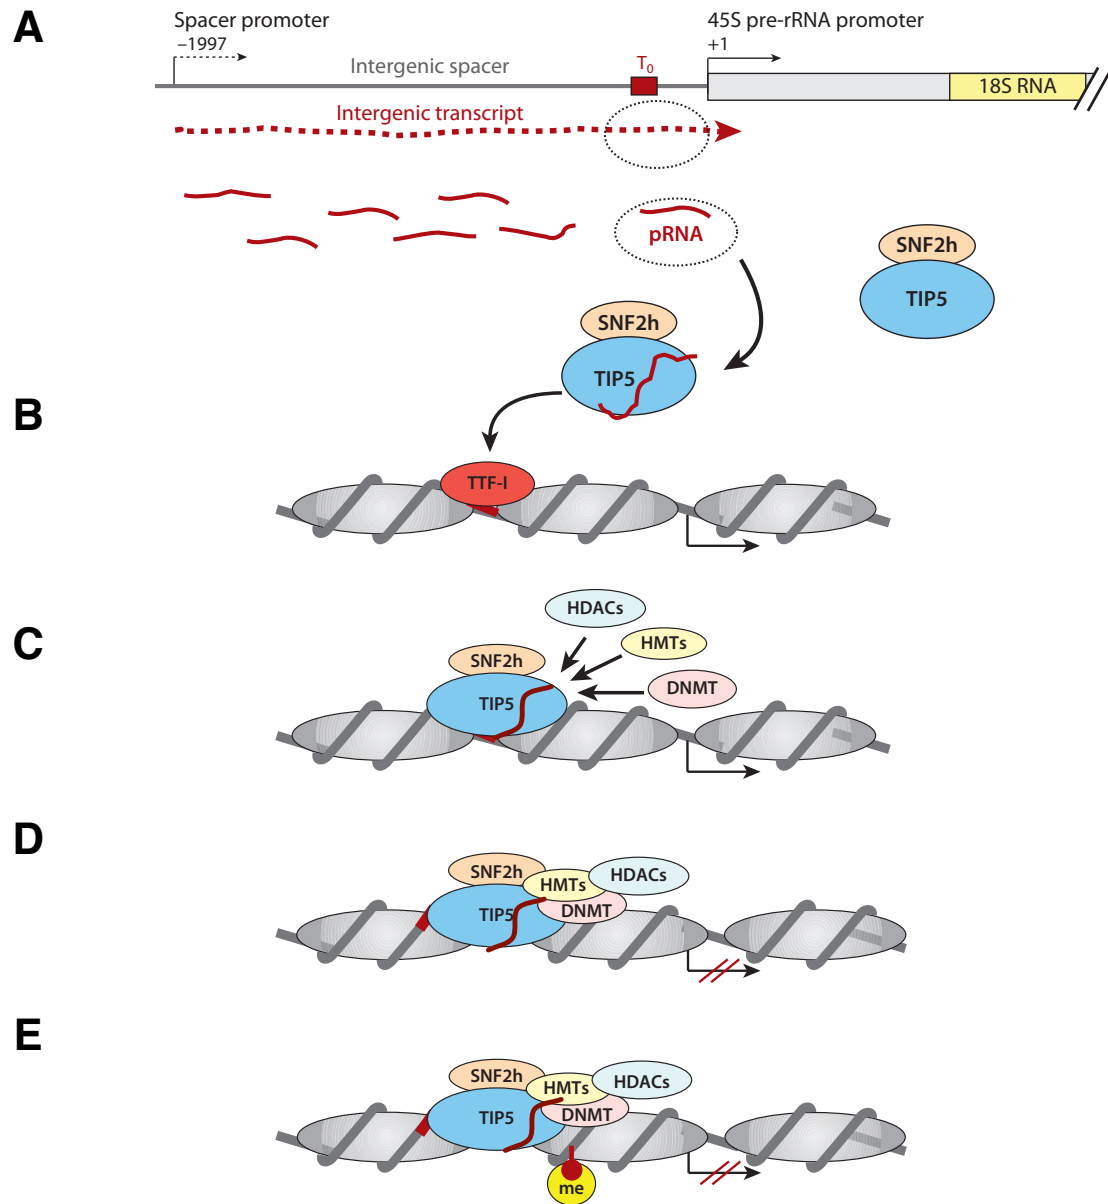 A
Spacer promoter
–1997
45S pre-rRNA promoter
+1
Intergenic spacer
T0
18S RNA
Intergenic transcript
pRNA
SNF2h
TIP5
SNF2h
TIP5
B
TTF-I
C
HDACs
HMTs
DNMT
SNF2h
TIP5
D
SNF2h
HMTs
HDACs
TIP5
DNMT
E
SNF2h
HMTs
HDACs
TIP5
DNMT
me